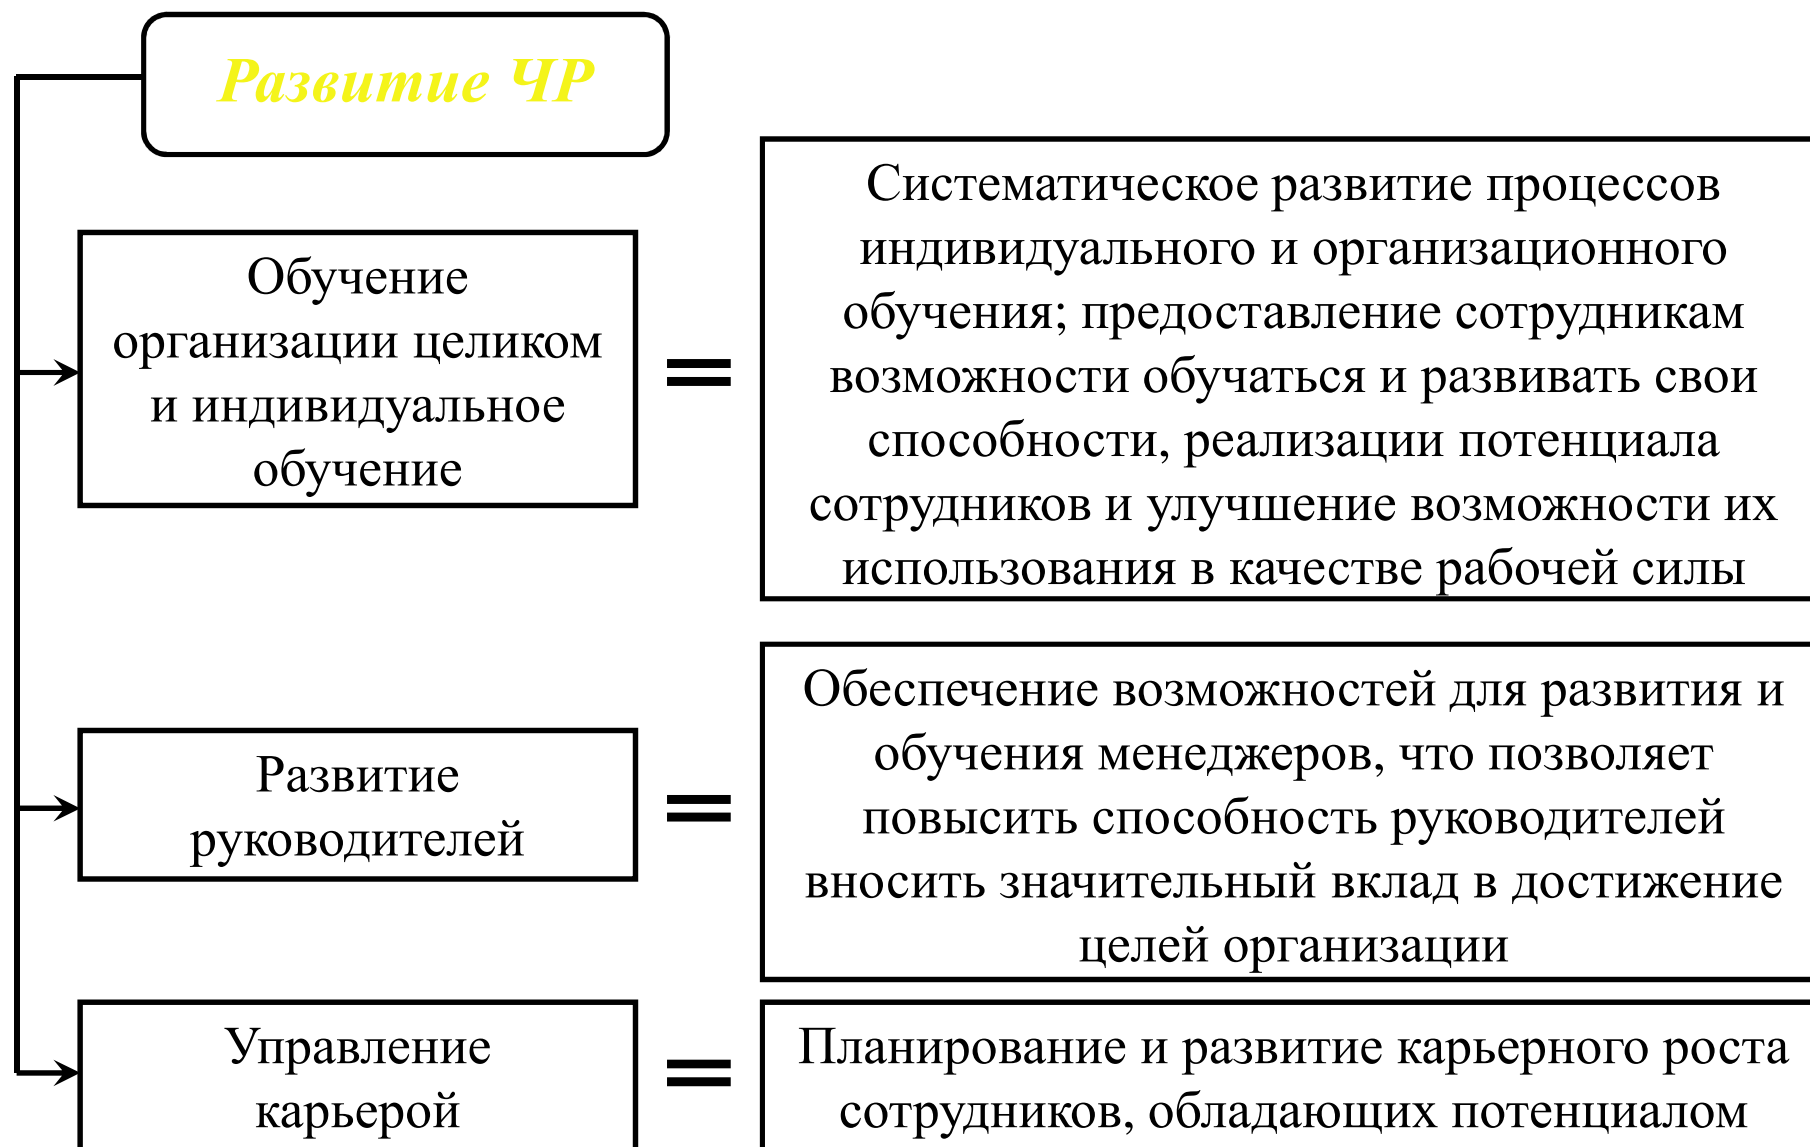 Развитие ЧР
Обучение
организации целиком
и индивидуальное
обучение
=
Систематическое развитие процессов
индивидуального и организационного
обучения; предоставление сотрудникам
возможности обучаться и развивать свои
способности, реализации потенциала
сотрудников и улучшение возможности их
использования в качестве рабочей силы
Развитие
руководителей
=
Обеспечение возможностей для развития и
обучения менеджеров, что позволяет
повысить способность руководителей
вносить значительный вклад в достижение
целей организации
Управление
карьерой
=
Планирование и развитие карьерного роста
сотрудников, обладающих потенциалом